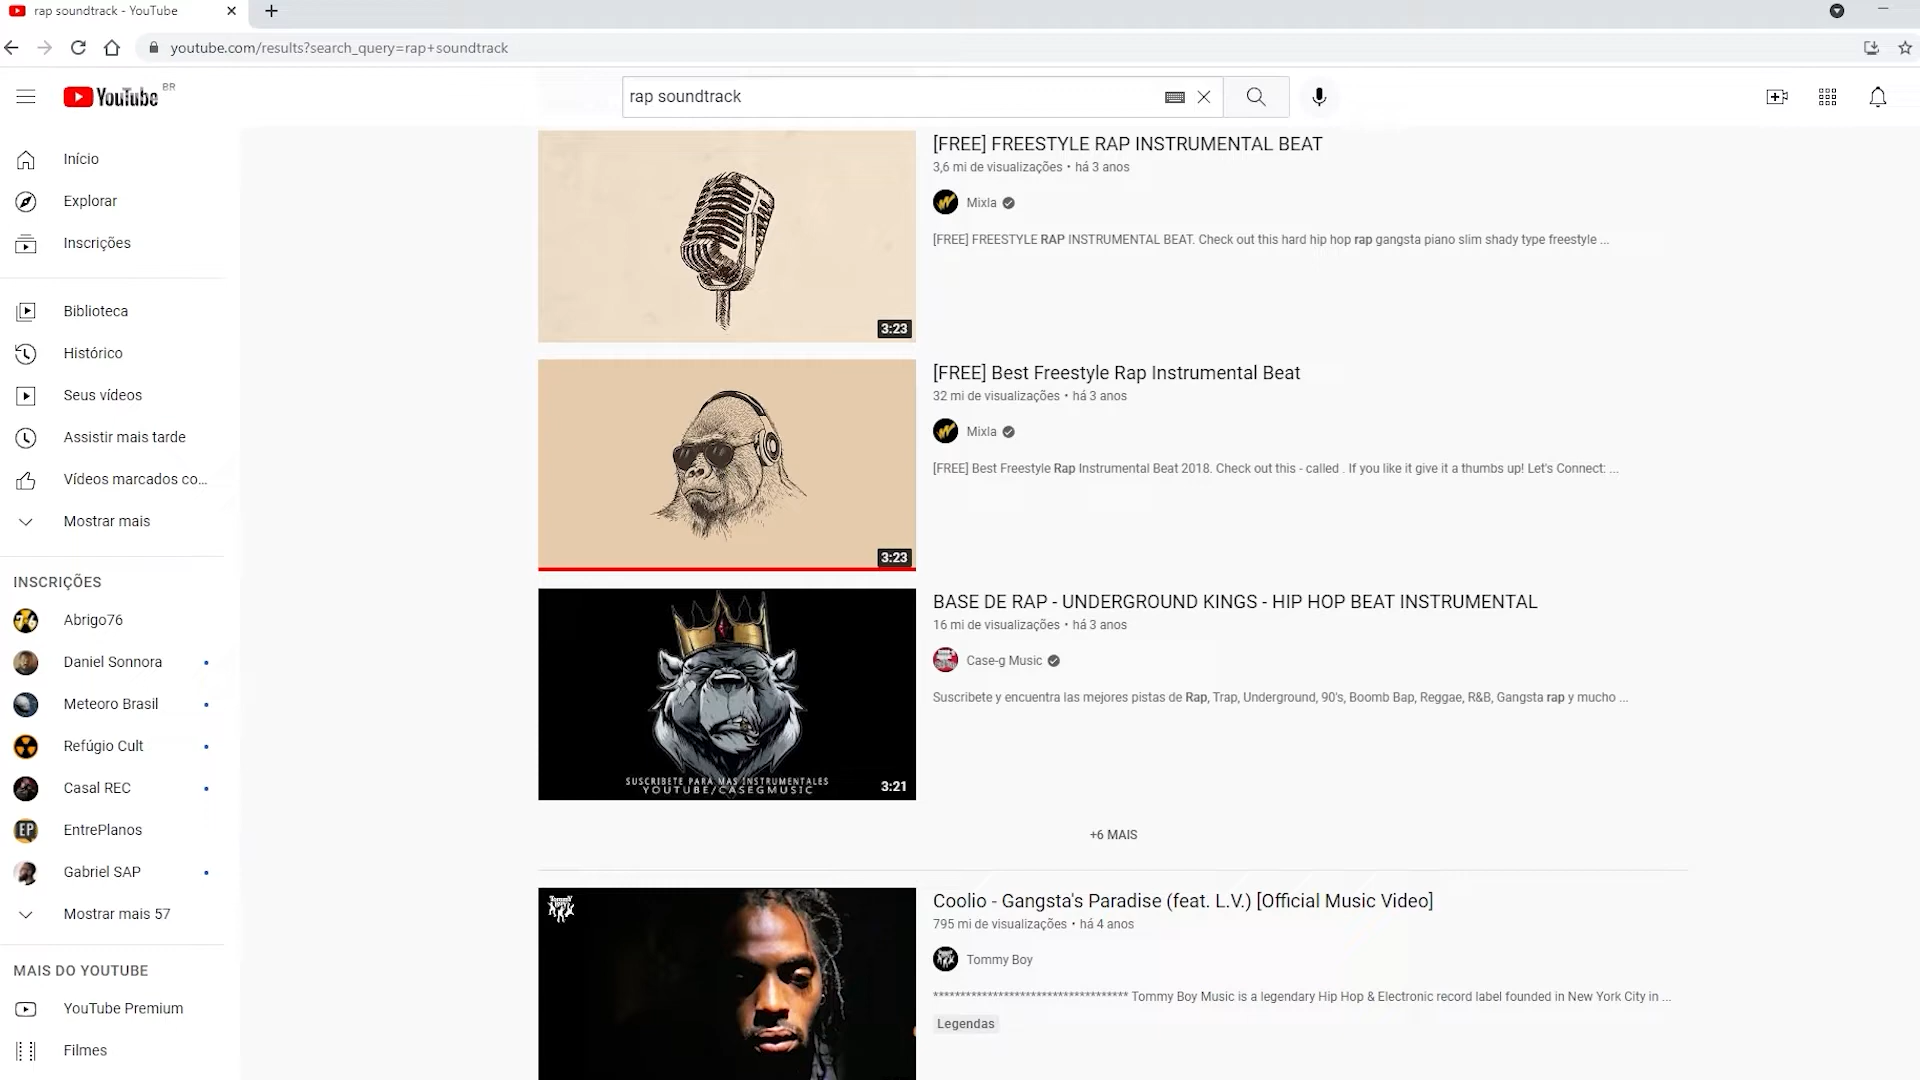 rap soundtrack - YouTube
youtube.com/results?search_query=rap+soundtrack
YouTube BR
rap soundtrack
Início
Explorar
Inscrições
Biblioteca
Histórico
Seus vídeos
Assistir mais tarde
Vídeos marcados co...
Mostrar mais
INSCRIÇÕES
Abrigo76
Daniel Sonnora
Meteoro Brasil
Refúgio Cult
Casal REC
EP
EntrePlanos
Gabriel SAP
Mostrar mais 57
MAIS DO YOUTUBE
YouTube Premium
Filmes
3:23
[FREE] FREESTYLE RAP INSTRUMENTAL BEAT
3,6 mi de visualizações • há 3 anos
Mixla
[FREE] FREESTYLE RAP INSTRUMENTAL BEAT. Check out this hard hip hop rap gangsta piano slim shady type freestyle ...
3:23
[FREE] Best Freestyle Rap Instrumental Beat
32 mi de visualizações • há 3 anos
Mixla
[FREE] Best Freestyle Rap Instrumental Beat 2018. Check out this - called . If you like it give it a thumbs up! Let's Connect: ...
SUSCRIBETE PARA MAS INSTRUMENTALES
YOUTUBE/CASEGMUSIC
3:21
BASE DE RAP - UNDERGROUND KINGS - HIP HOP BEAT INSTRUMENTAL
16 mi de visualizações • há 3 anos
Case-g Music
Suscribete y encuentra las mejores pistas de Rap, Trap, Underground, 90's, Boomb Bap, Reggae, R&B, Gangsta rap y mucho ...
+6 MAIS
TOMMY BOY
Coolio - Gangsta's Paradise (feat. L.V.) [Official Music Video]
795 mi de visualizações • há 4 anos
Tommy Boy
************************************ Tommy Boy Music is a legendary Hip Hop & Electronic record label founded in New York City in ...
Legendas